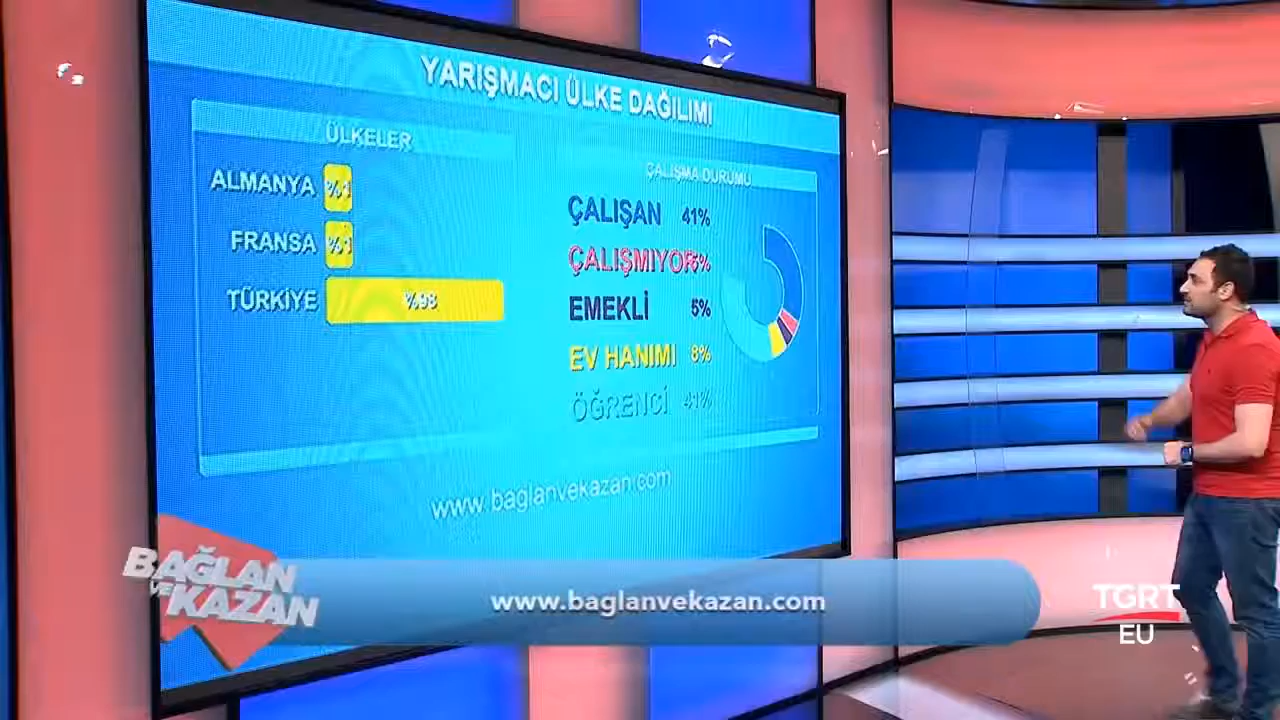 YARIŞMACI ÜLKE DAĞILIMI
ÜLKELER
ALMANYA %1
FRANSA %1
TÜRKİYE %98
ÇALIŞMA DURUMU
ÇALIŞAN 41%
ÇALIŞMIYOR %
EMEKLİ 5%
EV HANIMI 8%
ÖĞRENCİ 41%
www.baglanvekazan.com
BAĞLAN
VE KAZAN
www.baglanvekazan.com
TGRT
EU